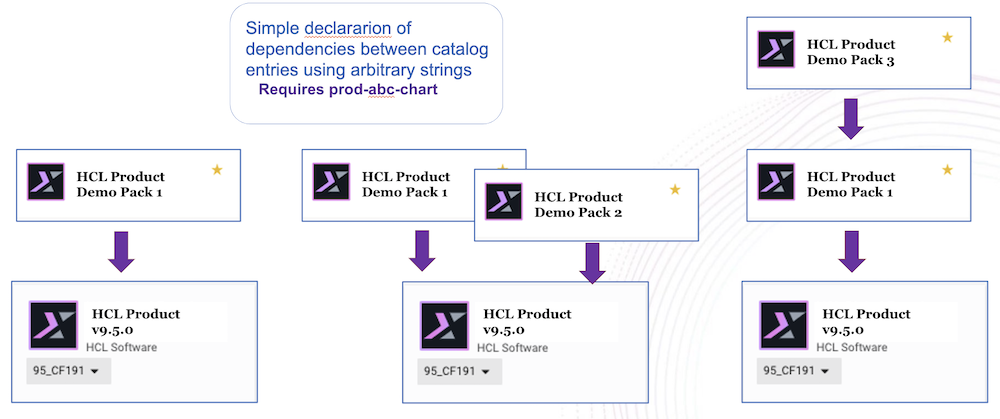 Simple declararion of
dependencies between catalog
entries using arbitrary strings
Requires prod-abc-chart
HCL Product
Demo Pack 3
HCL Product
Demo Pack 1
HCL Product
Demo Pack 1
HCL Product
Demo Pack 2
HCL Product
Demo Pack 1
HCL Product
v9.5.0
HCL Software
95_CF191
HCL Product
v9.5.0
HCL Software
95_CF191
HCL Product
v9.5.0
HCL Software
95_CF191